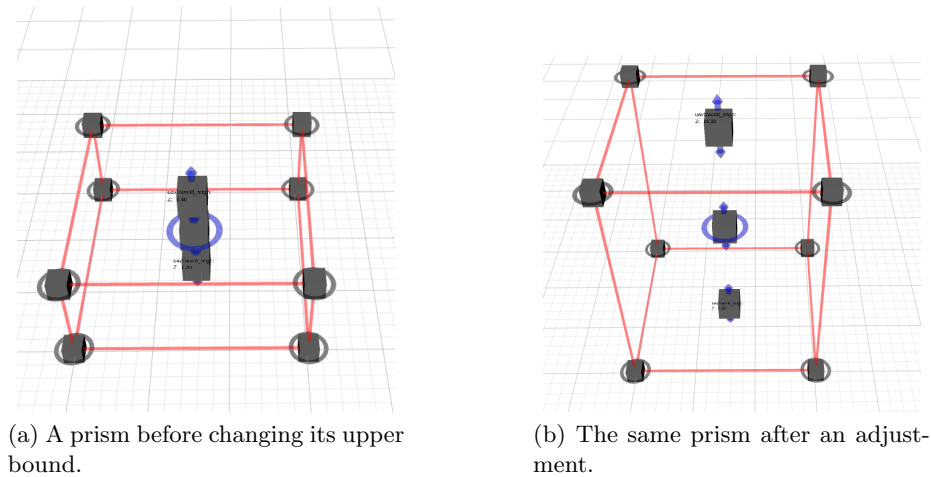 (a) A prism before changing its upper
bound.
(b) The same prism after an adjust-
ment.